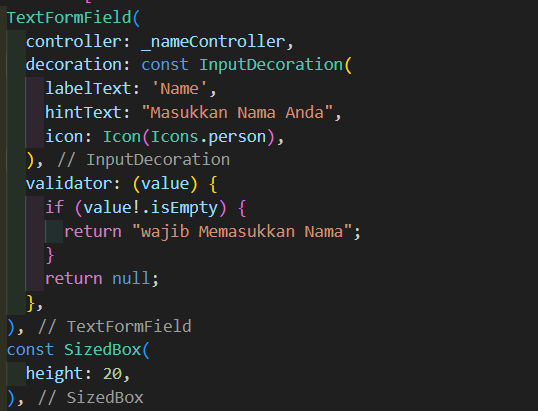 TextFormField(
controller: _nameController,
decoration: const InputDecoration(
labelText: 'Name',
hintText: "Masukkan Nama Anda",
icon: Icon(Icons.person),
), // InputDecoration
validator: (value) {
if (value!.isEmpty) {
return "wajib Memasukkan Nama";
}
return null;
},
), // TextFormField
const SizedBox(
height: 20,
), // SizedBox